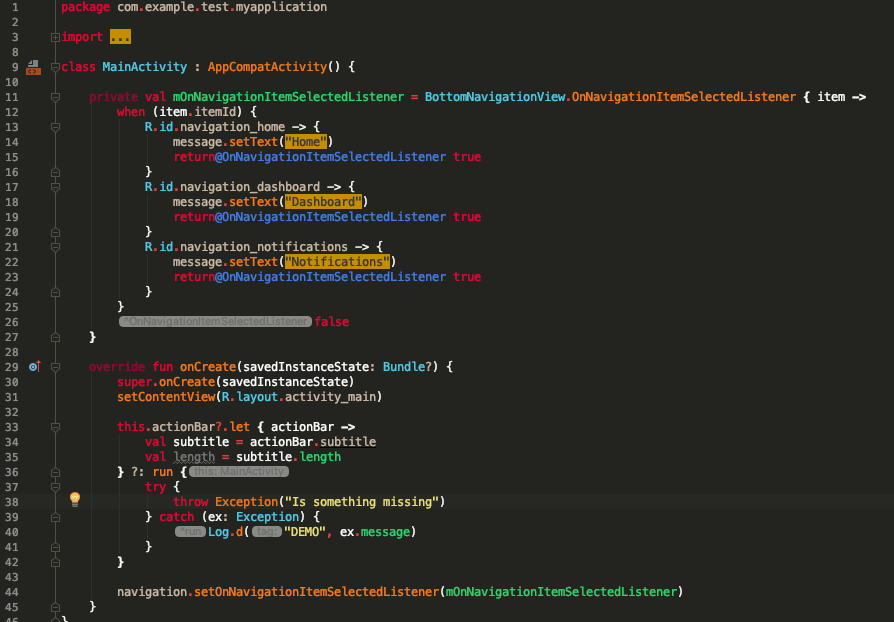 1 package com.example.test.myapplication
2
3 import ...
8
9 class MainActivity : AppCompatActivity() {
10
11 private val mOnNavigationItemSelectedListener = BottomNavigationView.OnNavigationItemSelectedListener { item ->
12 when (item.itemId) {
13 R.id.navigation_home -> {
14 message.setText("Home")
15 return@OnNavigationItemSelectedListener true
16 }
17 R.id.navigation_dashboard -> {
18 message.setText("Dashboard")
19 return@OnNavigationItemSelectedListener true
20 }
21 R.id.navigation_notifications -> {
22 message.setText("Notifications")
23 return@OnNavigationItemSelectedListener true
24 }
25 }
26 ^OnNavigationItemSelectedListener false
27 }
28
29 override fun onCreate(savedInstanceState: Bundle?) {
30 super.onCreate(savedInstanceState)
31 setContentView(R.layout.activity_main)
32
33 this.actionBar?.let { actionBar ->
34 val subtitle = actionBar.subtitle
35 val length = subtitle.length
36 } ?: run { this: MainActivity
37 try {
38 throw Exception("Is something missing")
39 } catch (ex: Exception) {
40 ^run Log.d( tag: "DEMO", ex.message)
41 }
42 }
43
44 navigation.setOnNavigationItemSelectedListener(mOnNavigationItemSelectedListener)
45 }
46 }